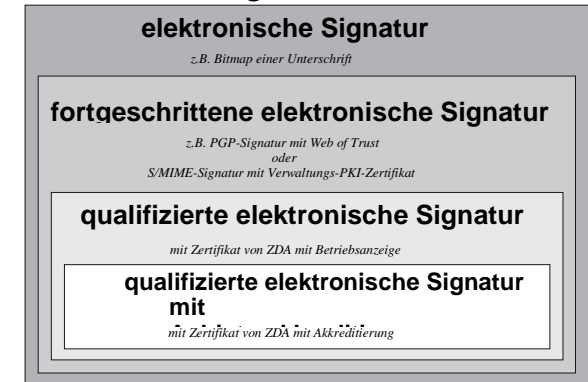 elektronische Signatur
z.B. Bitmap einer Unterschrift
fortgeschrittene elektronische Signatur
z.B. PGP-Signatur mit Web of Trust
oder
S/MIME-Signatur mit Verwaltungs-PKI-Zertifikat
qualifizierte elektronische Signatur
mit Zertifikat von ZDA mit Betriebsanzeige
qualifizierte elektronische Signatur
mit
mit Zertifikat von ZDA mit Akkreditierung